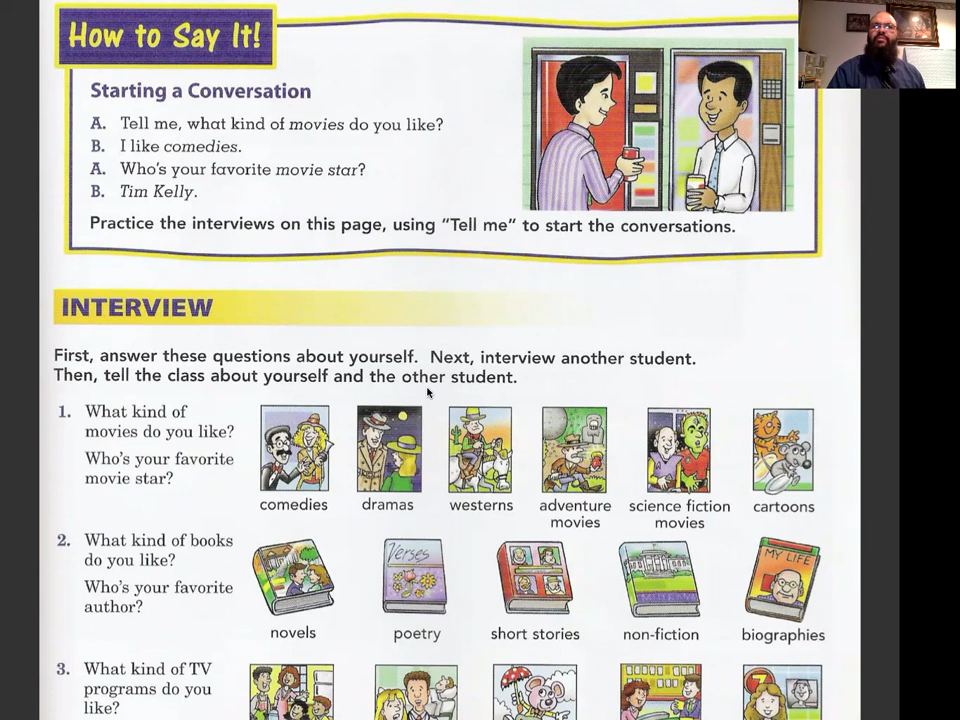 How to Say It!
Starting a Conversation
A. Tell me, what kind of movies do you like?
B. I like comedies.
A. Who's your favorite movie star?
B. Tim Kelly.
Practice the interviews on this page, using "Tell me" to start the conversations.
INTERVIEW
First, answer these questions about yourself. Next, interview another student.
Then, tell the class about yourself and the other student.
1. What kind of
movies do you like?
Who's your favorite
movie star?
comedies
dramas
westerns
adventure
movies
science fiction
movies
cartoons
2. What kind of books
do you like?
Who's your favorite
author?
Verses
MY LIFE
novels
poetry
short stories
non-fiction
biographies
3. What kind of TV
programs do you
like?
7